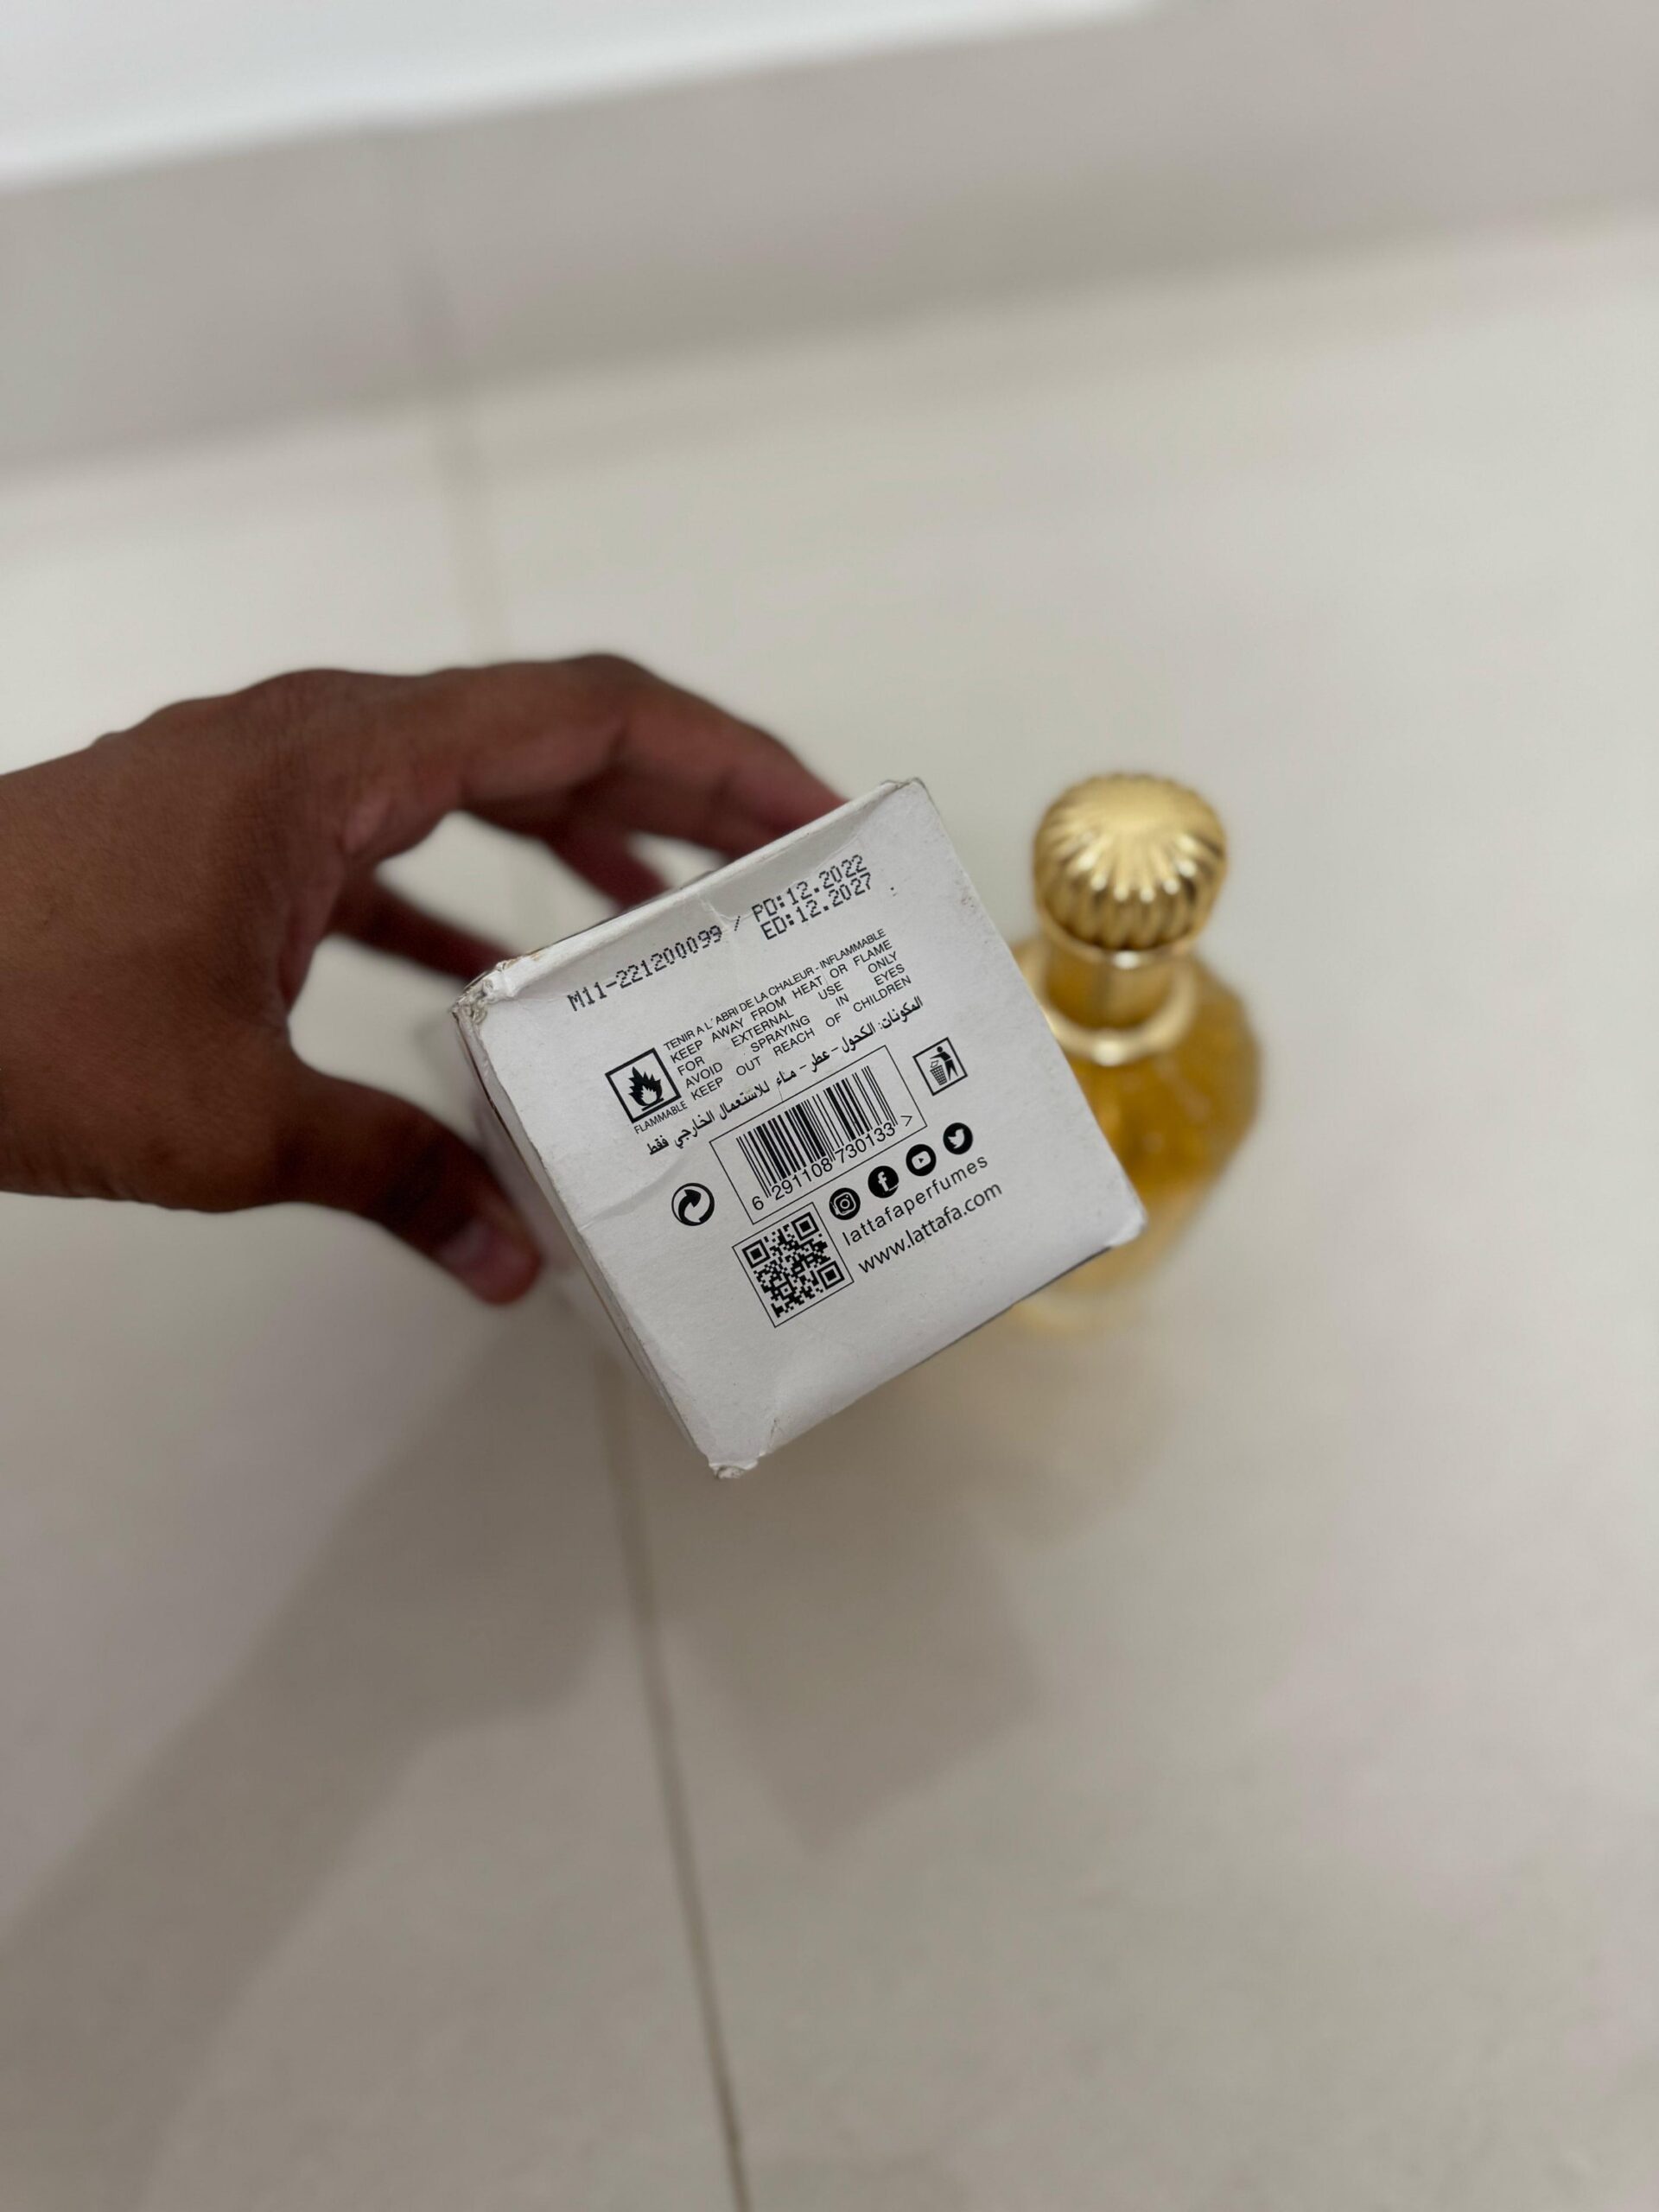 M11-221200099 / PD:12.2022
ED:12.2027
TENIR A L'ABRI DE LA CHALEUR - INFLAMMABLE
KEEP AWAY FROM HEAT OR FLAME
FOR EXTERNAL USE ONLY
AVOID SPRAYING IN EYES
KEEP OUT REACH OF CHILDREN
FLAMMABLE
المكونات: الكحول - عطر - ماء للاستعمال الخارجي فقط
6 291108 730133 >
lattafaperfumes
www.lattafa.com